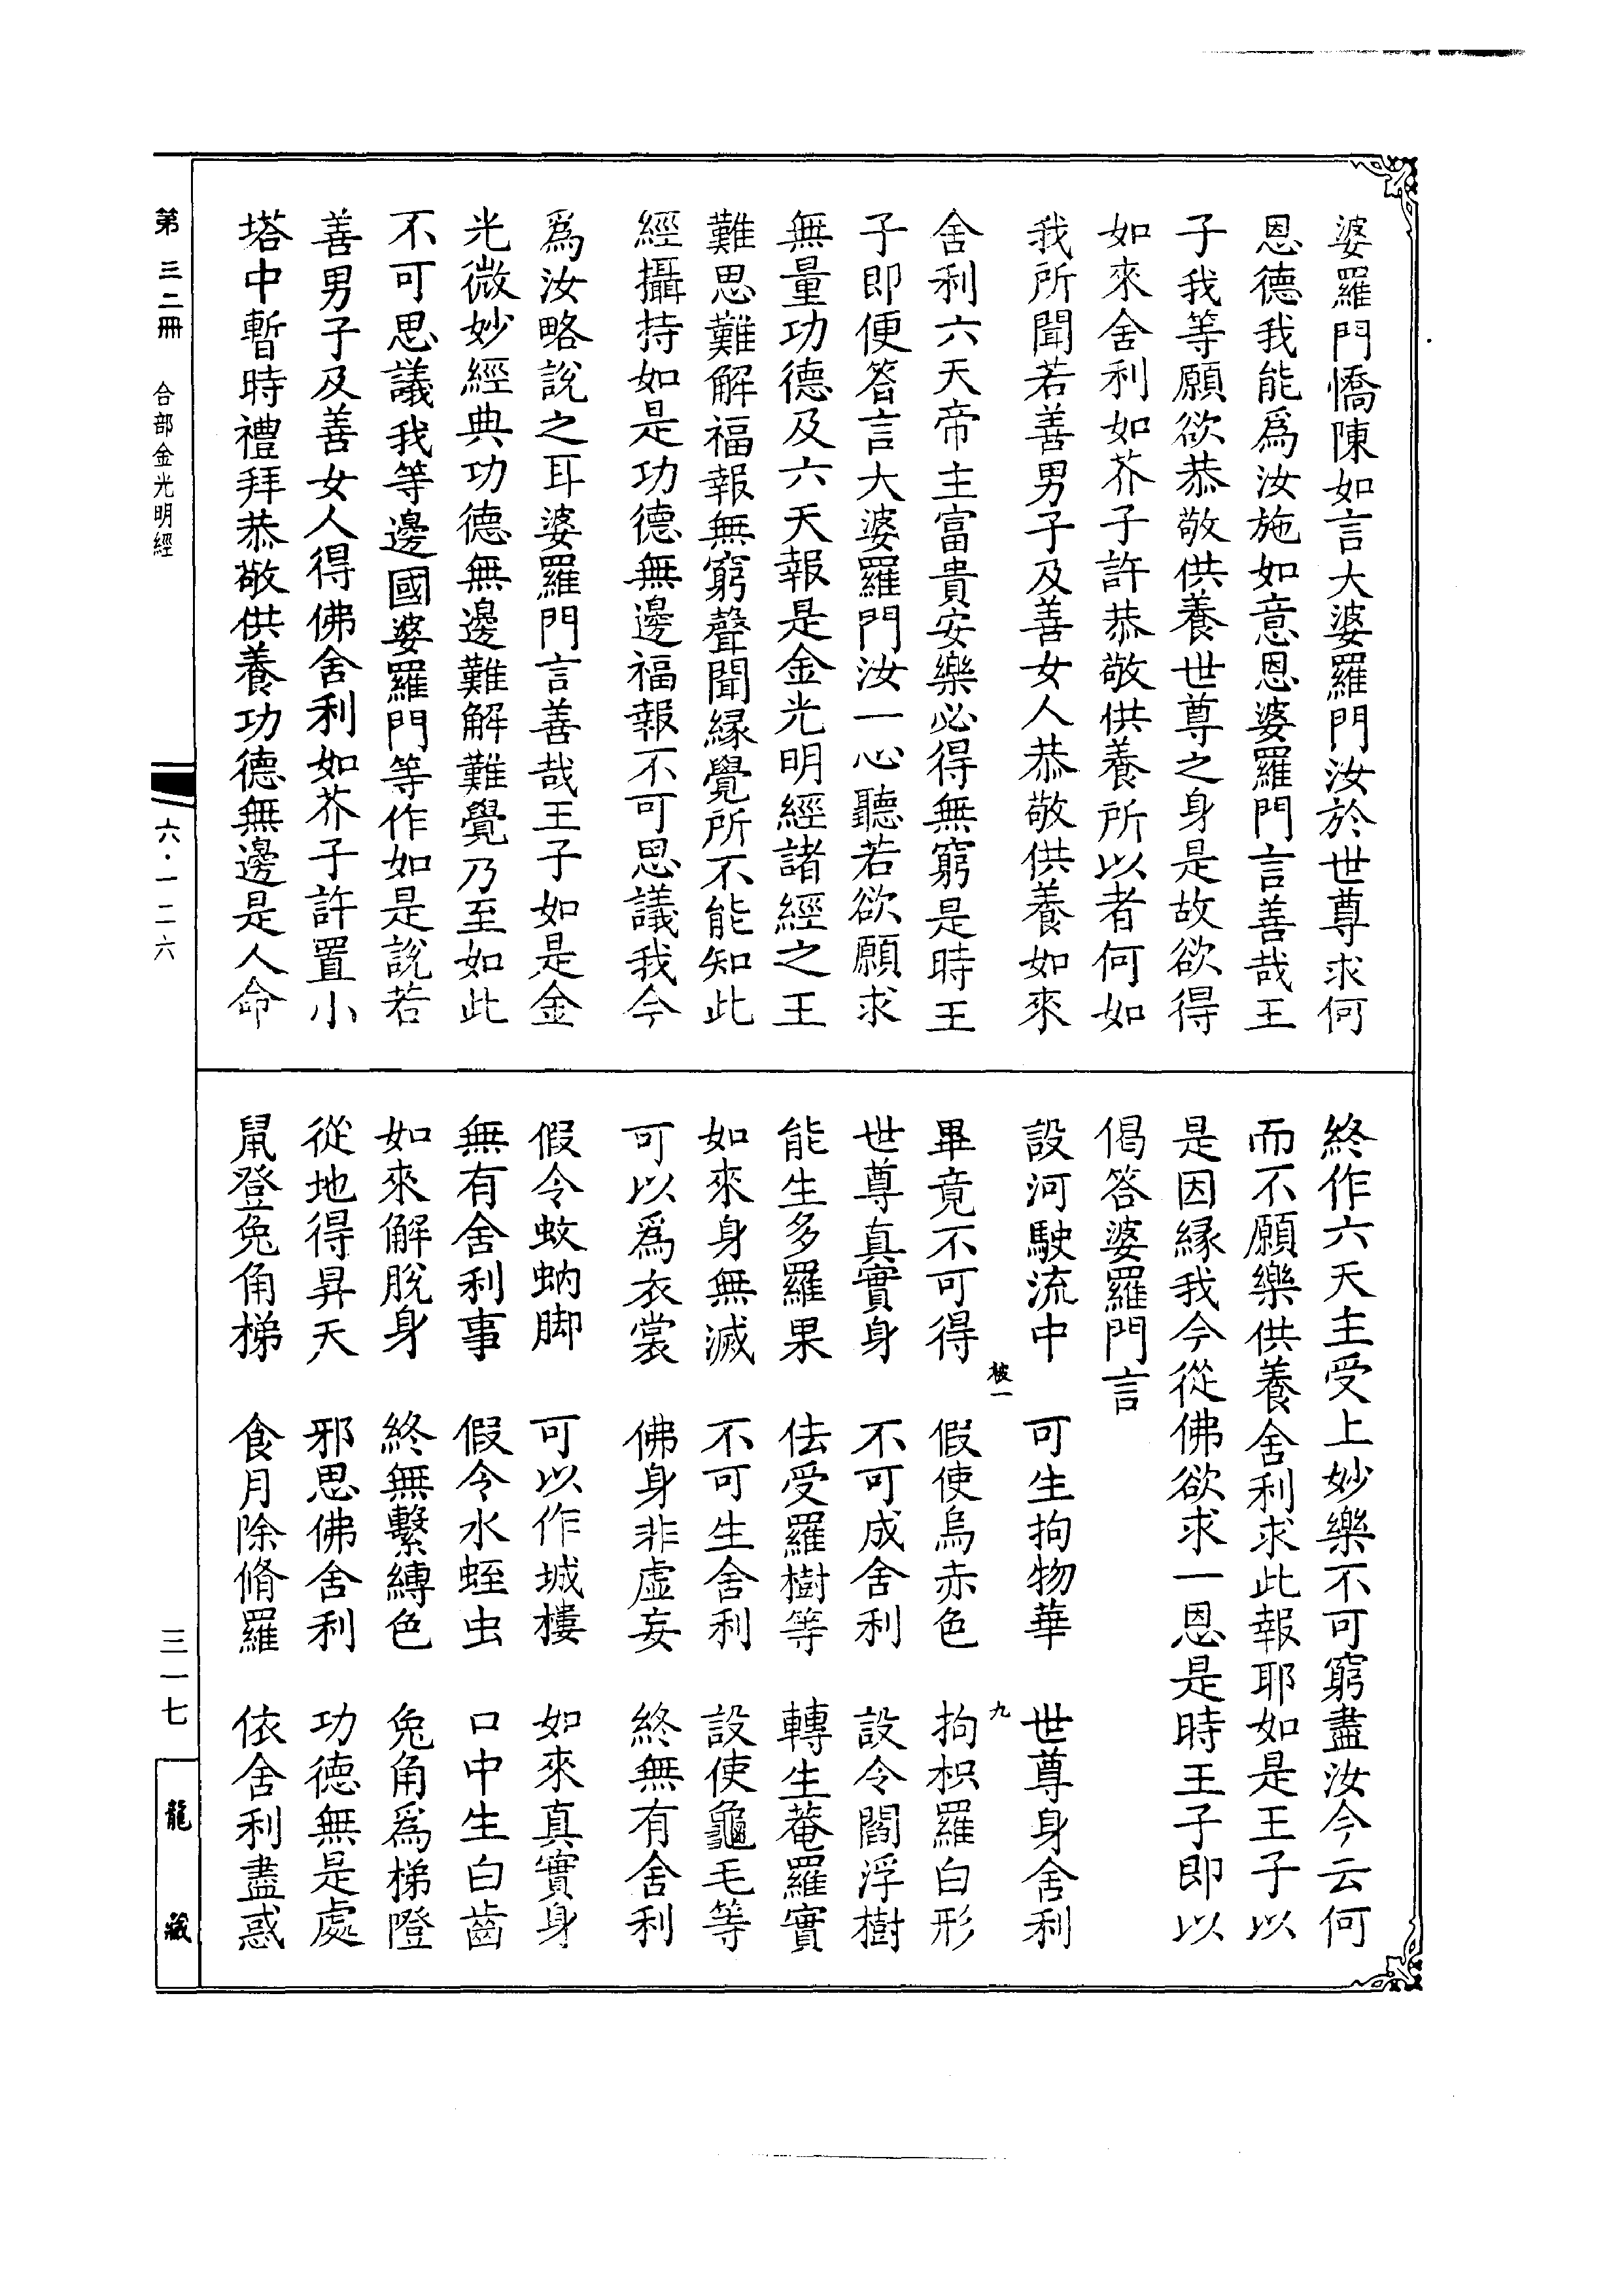 婆羅門憍陳如言大婆羅門汝於世尊求何
恩德我能爲汝施如意恩婆羅門言善哉王
子我等願欲恭敬供養世尊之身是故欲得
如來舍利如芥子許恭敬供養所以者何如
我所聞若善男子及善女人恭敬供養如來
舍利六天帝主富貴安樂必得無窮是時王
子即便答言大婆羅門汝一心聽若欲願求
無量功德及六天報是金光明經諸經之王
難思難解福報無窮聲聞緣覺所不能知此
經攝持如是功德無邊福報不可思議我今
爲汝略說之耳婆羅門言善哉王子如是金
光微妙經典功德無邊難解難覺乃至如此
不可思議我等邊國婆羅門等作如是說若
善男子及善女人得佛舍利如芥子許置小
塔中暫時禮拜恭敬供養功德無邊是人命
終作六天主受上妙樂不可窮盡汝今云何
而不願樂供養舍利求此報耶如是王子以
是因緣我今從佛欲求一恩是時王子即以
偈答婆羅門言
設河駛流中　可生拘物華　世尊身舍利
畢竟不可得　假使烏赤色　拘枳羅白形
世尊真實身　不可成舍利　設令閻浮樹
能生多羅果　佉受羅樹等　轉生菴羅實
如來身無滅　不可生舍利　設使龜毛等
可以爲衣裳　佛身非虛妄　終無有舍利
假令蚊蚋脚　可以作城樓　如來真實身
無有舍利事　假令水蛭虫　口中生白齒
如來解脫身　終無繫縛色　兔角爲梯隥
從地得昇天　邪思佛舍利　功德無是處
鼠登兔角梯　食月除脩羅　依舍利盡惑
九
第三二冊　合部金光明經
六·一二六
三一七
龍藏